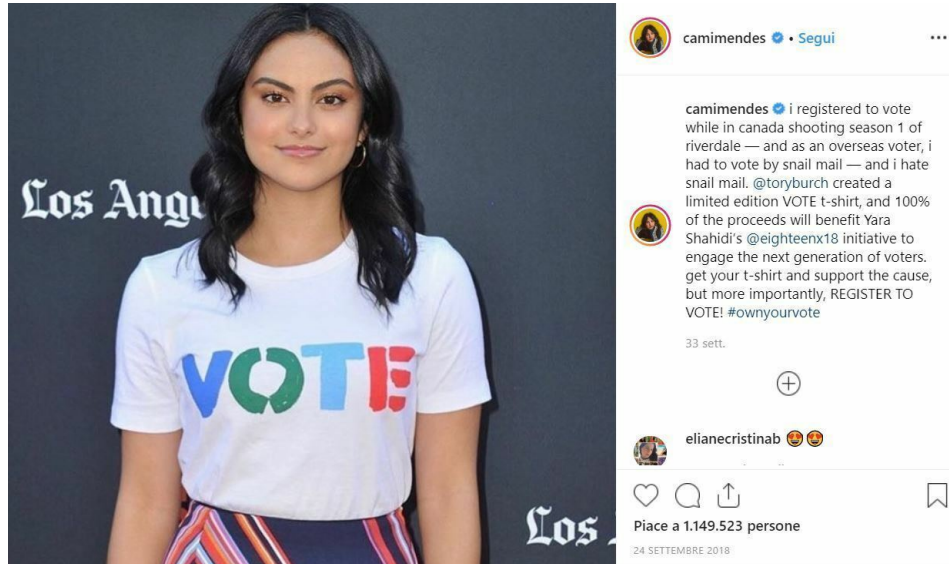 Los Ange
VOTE
Los
camimendes • Segui
camimendes i registered to vote
while in canada shooting season 1 of
riverdale — and as an overseas voter, i
had to vote by snail mail — and i hate
snail mail. @toryburch created a
limited edition VOTE t-shirt, and 100%
of the proceeds will benefit Yara
Shahidi's @eighteenx18 initiative to
engage the next generation of voters.
get your t-shirt and support the cause,
but more importantly, REGISTER TO
VOTE! #ownyourvote
33 sett.
elianecristinab 😍😍
Piace a 1.149.523 persone
24 SETTEMBRE 2018